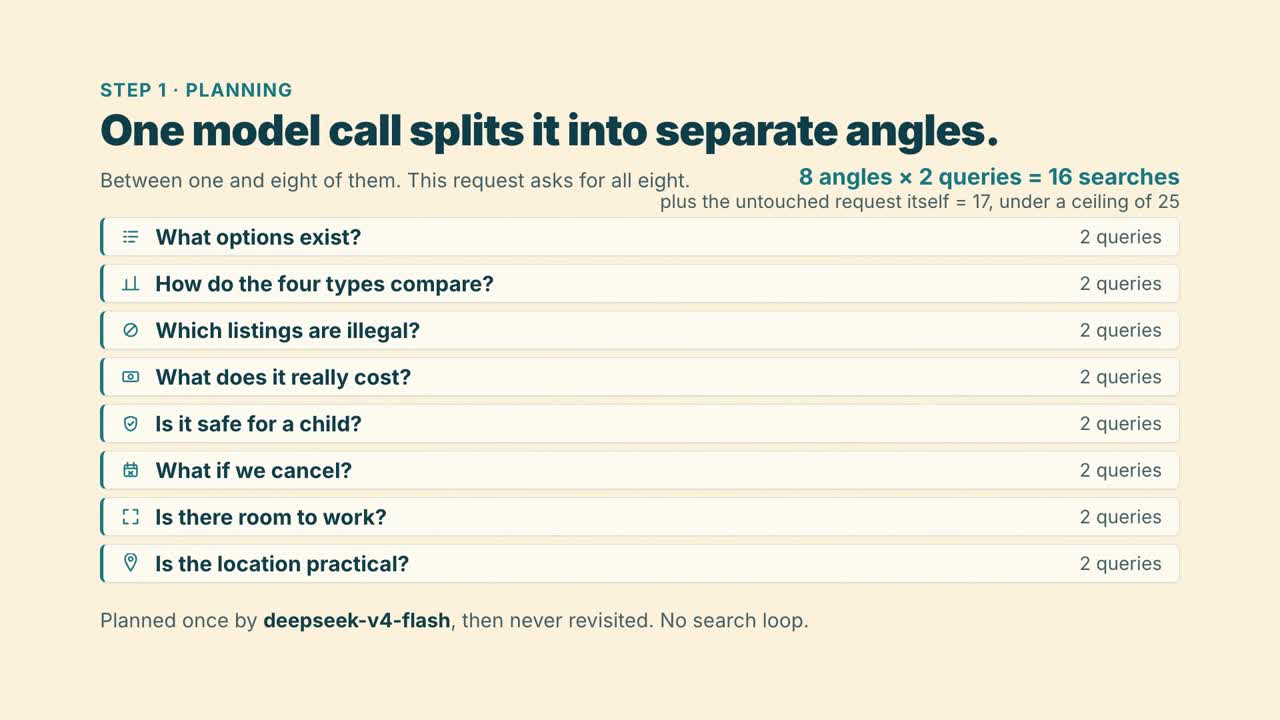 STEP 1 · PLANNING
One model call splits it into separate angles.
Between one and eight of them. This request asks for all eight.
8 angles × 2 queries = 16 searches
plus the untouched request itself = 17, under a ceiling of 25
What options exist? 2 queries
How do the four types compare? 2 queries
Which listings are illegal? 2 queries
What does it really cost? 2 queries
Is it safe for a child? 2 queries
What if we cancel? 2 queries
Is there room to work? 2 queries
Is the location practical? 2 queries
Planned once by deepseek-v4-flash, then never revisited. No search loop.